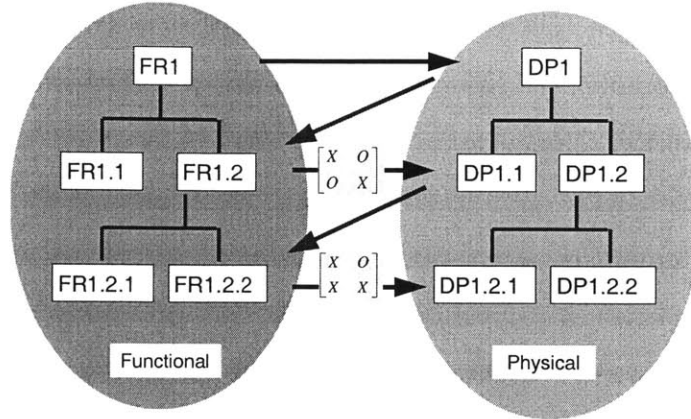 FR1 DP1
FR1.1 FR1.2 X O DP1.1 DP1.2
O X
FR1.2.1 FR1.2.2 X O DP1.2.1 DP1.2.2
X X
Functional Physical